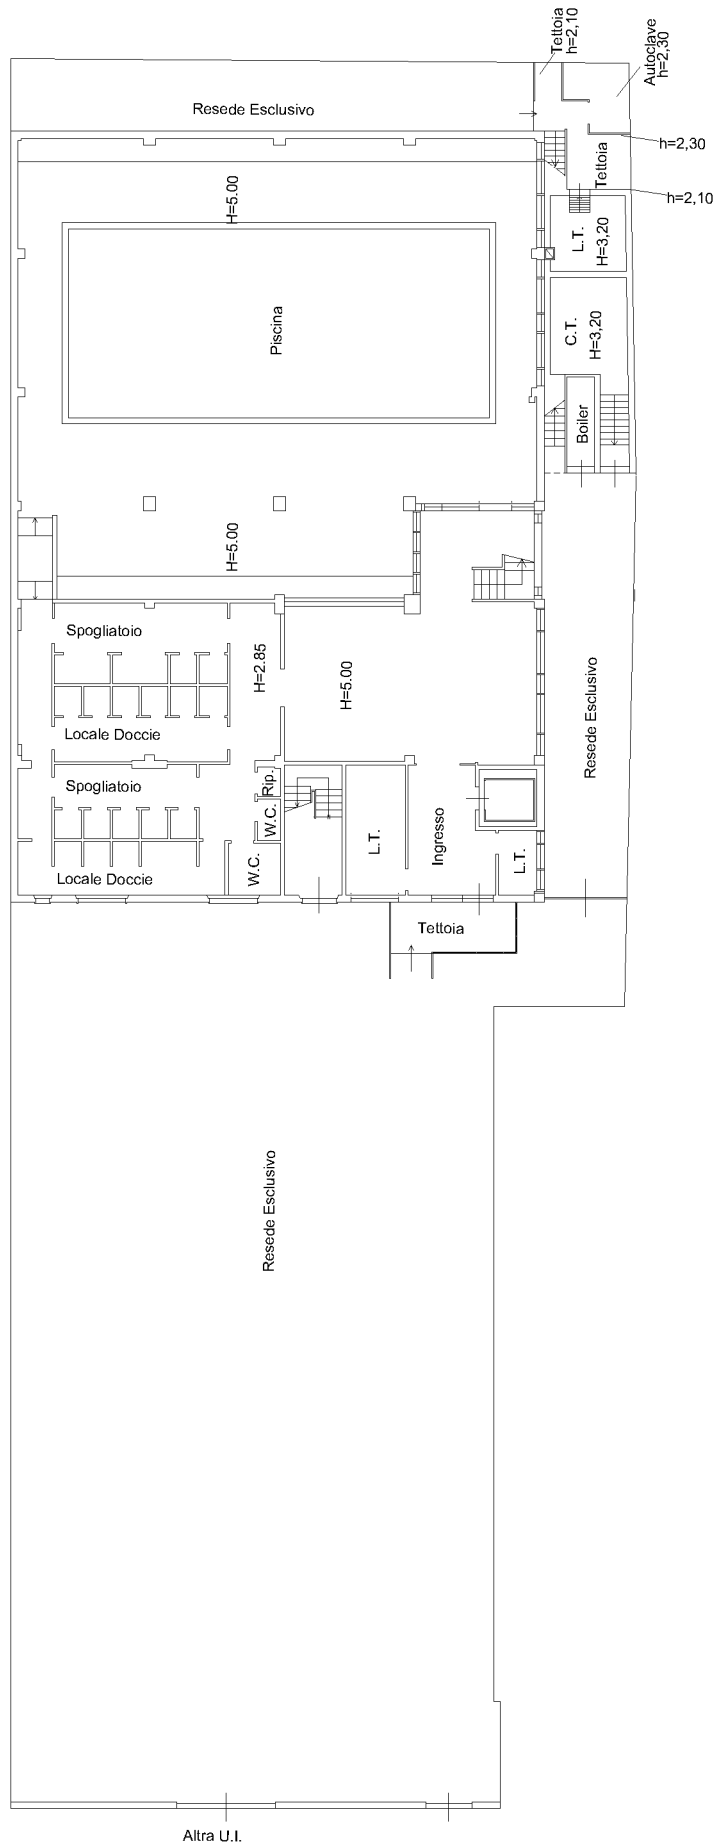 Tettoia
h=2,10
Autoclave
h=2,30
Resede Esclusivo
h=2,30
Tettoia
h=2,10
H=5.00
L.T.
H=3,20
Piscina
C.T.
H=3,20
Boiler
H=5.00
Spogliatoio
H=2.85
H=5.00
Resede Esclusivo
Locale Doccie
Spogliatoio
Rip.
W.C.
Ingresso
L.T.
L.T.
W.C.
Locale Doccie
Tettoia
Resede Esclusivo
Altra U.I.